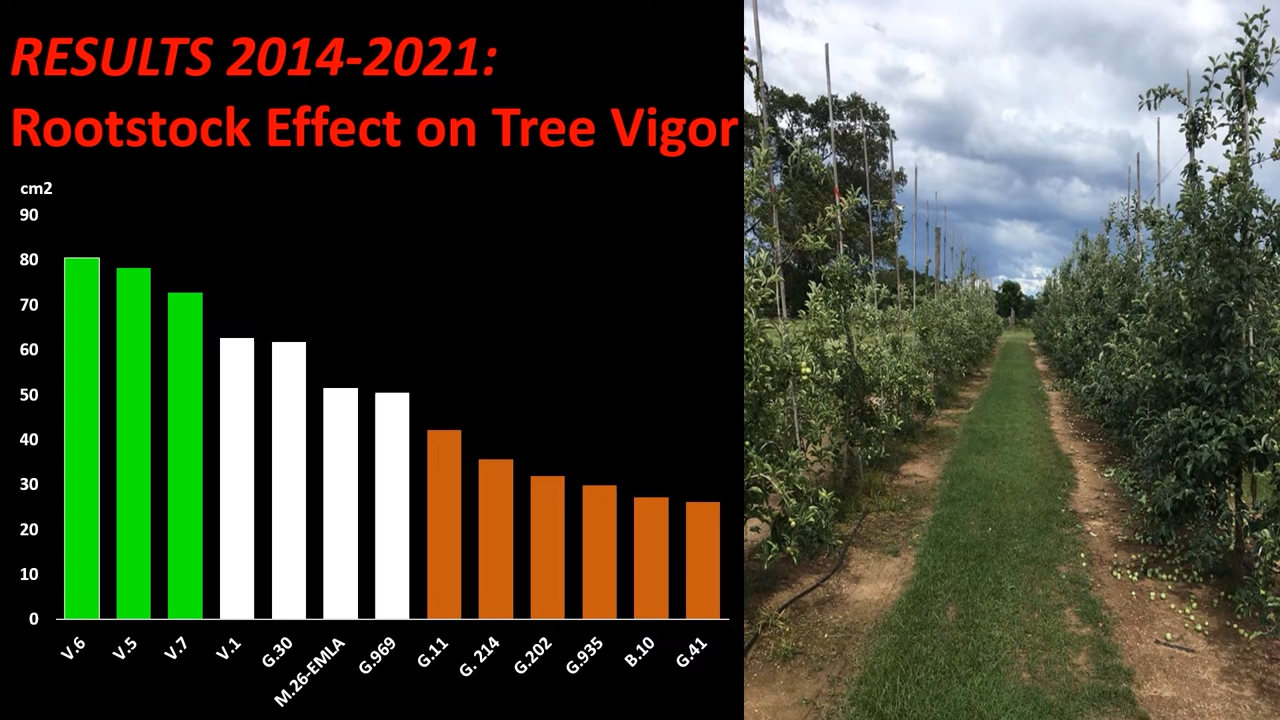 RESULTS 2014-2021:
Rootstock Effect on Tree Vigor
cm2
90
80
70
60
50
40
30
20
10
0
V.6
V.5
V.7
V.1
G.30
M.26-EMLA
G.969
G.11
G. 214
G.202
G.935
B.10
G.41